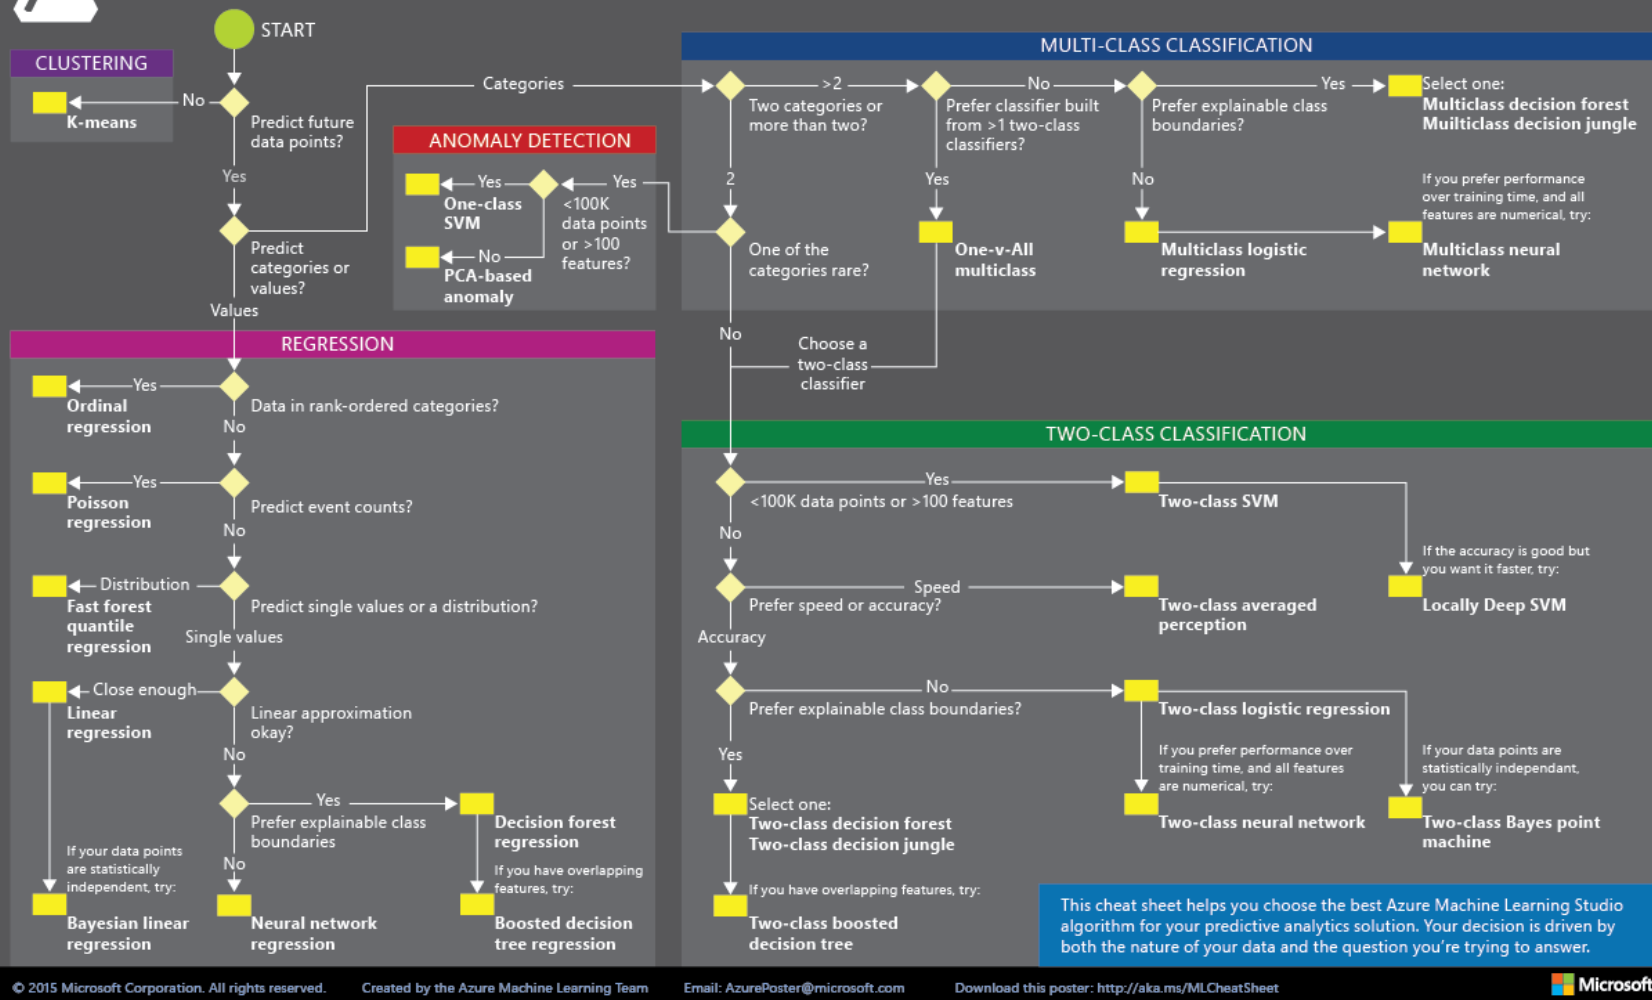 START
CLUSTERING
No
K-means
Predict future
data points?
Yes
Predict
categories or
values?
Values
Categories
ANOMALY DETECTION
Yes
One-class
SVM
Yes
<100K
data points
or >100
features?
No
PCA-based
anomaly
MULTI-CLASS CLASSIFICATION
>2
Two categories or
more than two?
2
One of the
categories rare?
No
No
Prefer classifier built
from >1 two-class
classifiers?
Yes
One-v-All
multiclass
Choose a
two-class
classifier
Yes
Prefer explainable class
boundaries?
No
Multiclass logistic
regression
Select one:
Multiclass decision forest
Muilticlass decision jungle
If you prefer performance
over training time, and all
features are numerical, try:
Multiclass neural
network
REGRESSION
Yes
Ordinal
regression
Data in rank-ordered categories?
No
Yes
Poisson
regression
Predict event counts?
No
Distribution
Fast forest
quantile
regression
Predict single values or a distribution?
Single values
Close enough
Linear
regression
Linear approximation
okay?
No
Yes
Prefer explainable class
boundaries
Decision forest
regression
No
If your data points
are statistically
independent, try:
Bayesian linear
regression
Neural network
regression
If you have overlapping
features, try:
Boosted decision
tree regression
TWO-CLASS CLASSIFICATION
Yes
<100K data points or >100 features
Two-class SVM
No
If the accuracy is good but
you want it faster, try:
Locally Deep SVM
Speed
Prefer speed or accuracy?
Two-class averaged
perception
Accuracy
No
Prefer explainable class boundaries?
Two-class logistic regression
Yes
If you prefer performance over
training time, and all features
are numerical, try:
Two-class neural network
If your data points are
statistically independant,
you can try:
Two-class Bayes point
machine
Select one:
Two-class decision forest
Two-class decision jungle
If you have overlapping features, try:
Two-class boosted
decision tree
This cheat sheet helps you choose the best Azure Machine Learning Studio
algorithm for your predictive analytics solution. Your decision is driven by
both the nature of your data and the question you're trying to answer.
© 2015 Microsoft Corporation. All rights reserved.
Created by the Azure Machine Learning Team
Email: AzurePoster@microsoft.com
Download this poster: http://aka.ms/MLCheatSheet
Microsoft